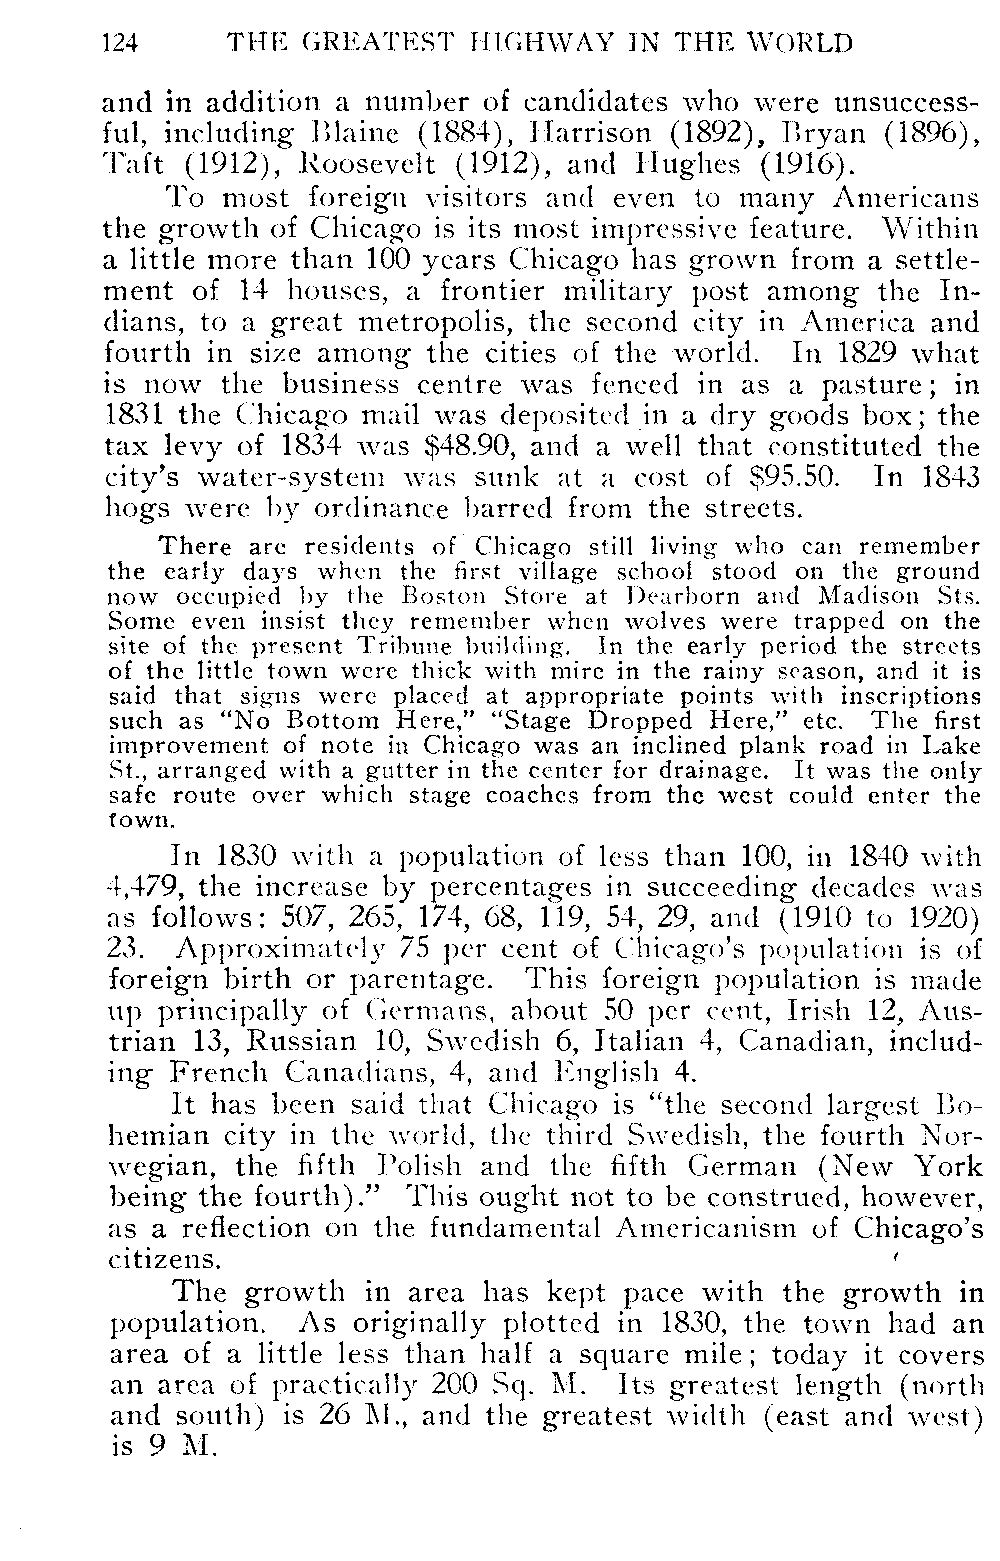 124 THE GREATEST HIGHWAY IN THE WORLD
and in addition a number of candidates who were unsuccess-
ful, including Blaine (1884), Harrison (1892), Bryan (1896),
Taft (1912), Roosevelt (1912), and Hughes (1916).
To most foreign visitors and even to many Americans
the growth of Chicago is its most impressive feature. Within
a little more than 100 years Chicago has grown from a settle-
ment of 14 houses, a frontier military post among the In-
dians, to a great metropolis, the second city in America and
fourth in size among the cities of the world. In 1829 what
is now the business centre was fenced in as a pasture; in
1831 the Chicago mail was deposited in a dry goods box; the
tax levy of 1834 was $48.90, and a well that constituted the
city's water-system was sunk at a cost of $95.50. In 1843
hogs were by ordinance barred from the streets.
There are residents of Chicago still living who can remember
the early days when the first village school stood on the ground
now occupied by the Boston Store at Dearborn and Madison Sts.
Some even insist they remember when wolves were trapped on the
site of the present Tribune building. In the early period the streets
of the little town were thick with mire in the rainy season, and it is
said that signs were placed at appropriate points with inscriptions
such as "No Bottom Here," "Stage Dropped Here," etc. The first
improvement of note in Chicago was an inclined plank road in Lake
St., arranged with a gutter in the center for drainage. It was the only
safe route over which stage coaches from the west could enter the
town.
In 1830 with a population of less than 100, in 1840 with
4,479, the increase by percentages in succeeding decades was
as follows: 507, 265, 174, 68, 119, 54, 29, and (1910 to 1920)
23. Approximately 75 per cent of Chicago's population is of
foreign birth or parentage. This foreign population is made
up principally of Germans, about 50 per cent, Irish 12, Aus-
trian 13, Russian 10, Swedish 6, Italian 4, Canadian, includ-
ing French Canadians, 4, and English 4.
It has been said that Chicago is "the second largest Bo-
hemian city in the world, the third Swedish, the fourth Nor-
wegian, the fifth Polish and the fifth German (New York
being the fourth)." This ought not to be construed, however,
as a reflection on the fundamental Americanism of Chicago's
citizens.
The growth in area has kept pace with the growth in
population. As originally plotted in 1830, the town had an
area of a little less than half a square mile; today it covers
an area of practically 200 Sq. M. Its greatest length (north
and south) is 26 M., and the greatest width (east and west)
is 9 M.